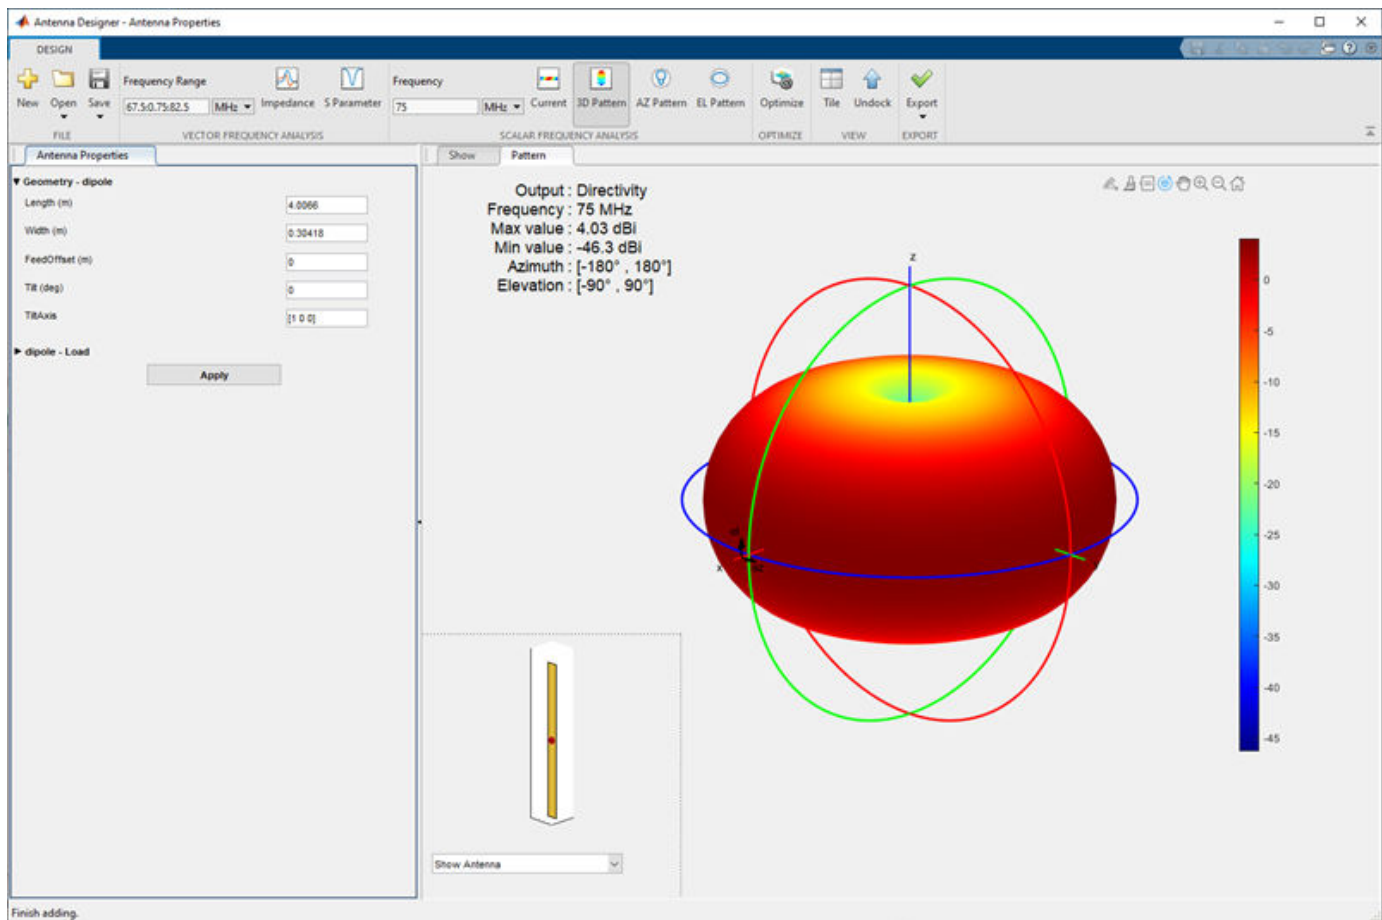 Antenna Designer - Antenna Properties
DESIGN
New Open Save
FILE
Frequency Range
67.5:0.75:82.5 MHz
Impedance S Parameter
VECTOR FREQUENCY ANALYSIS
Frequency
75 MHz
Current 3D Pattern AZ Pattern EL Pattern
SCALAR FREQUENCY ANALYSIS
Optimize
OPTIMIZE
Tile Undock
VIEW
Export
EXPORT
Antenna Properties
Geometry - dipole
Length (m) 4.0066
Width (m) 0.30418
FeedOffset (m) 0
Tilt (deg) 0
TiltAxis [1 0 0]
dipole - Load
Apply
Show Pattern
Output : Directivity
Frequency : 75 MHz
Max value : 4.03 dBi
Min value : -46.3 dBi
Azimuth : [-180° , 180°]
Elevation : [-90° , 90°]
z
x
0
-5
-10
-15
-20
-25
-30
-35
-40
-45
Show Antenna
Finish adding.